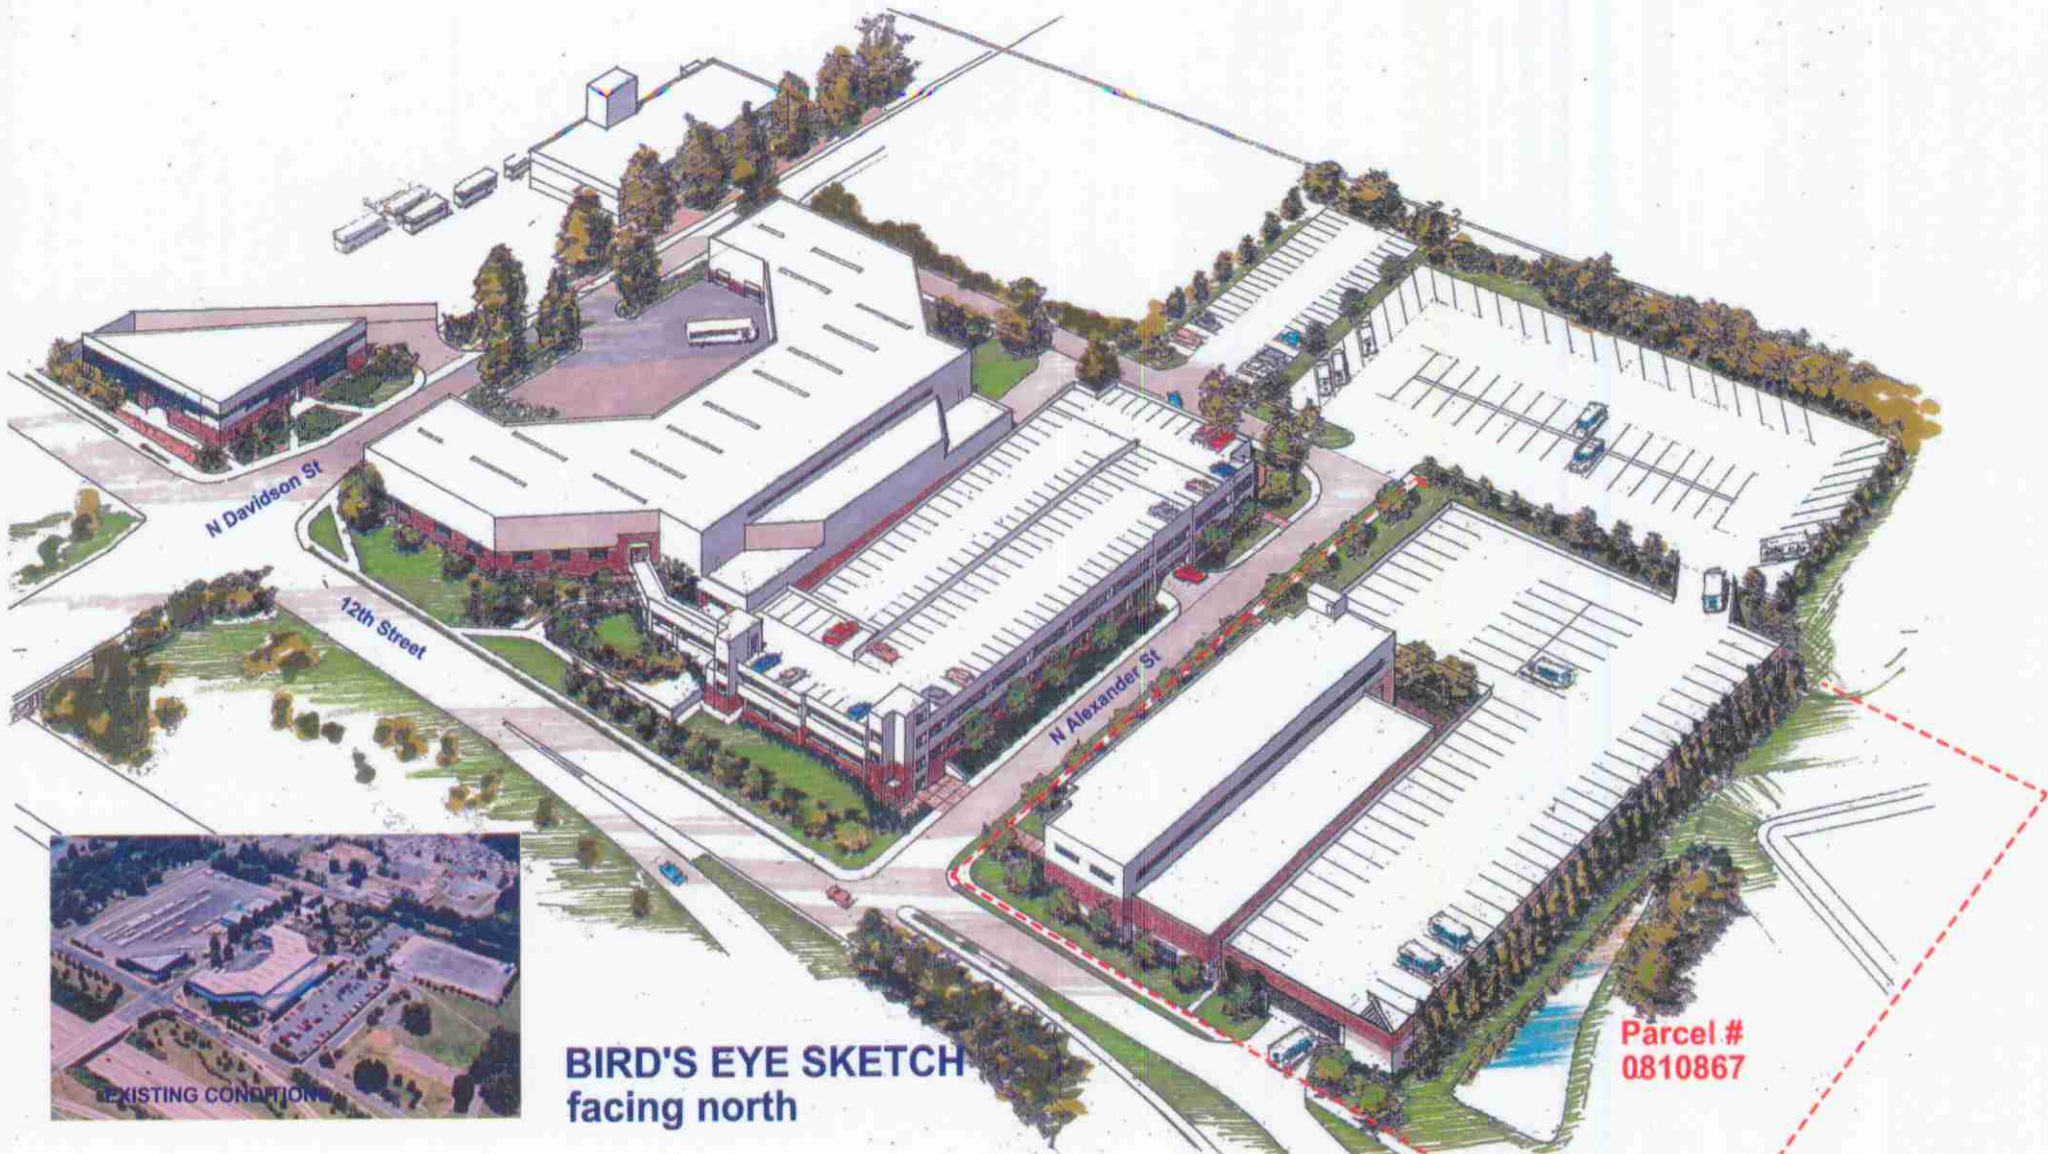 N Davidson St
12th Street
N Alexander St
EXISTING CONDITIONS
BIRD'S EYE SKETCH
facing north
Parcel #
0810867